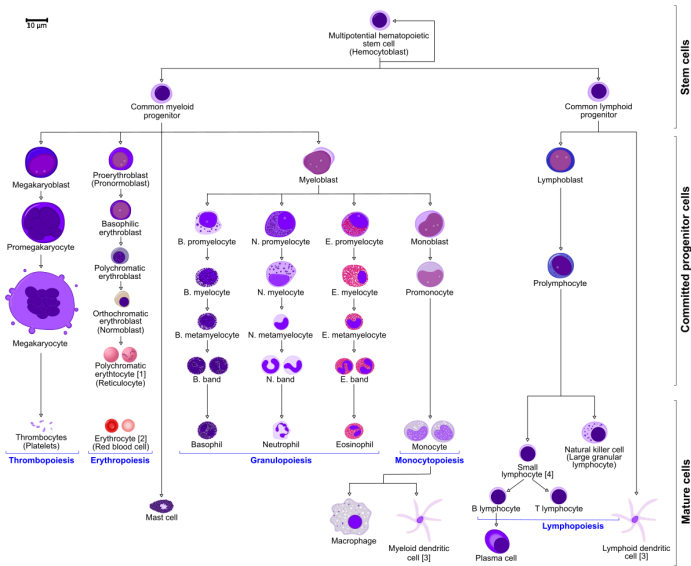 10 µm
Multipotential hematopoietic
stem cell
(Hemocytoblast)
Stem cells
Common myeloid
progenitor
Common lymphoid
progenitor
Committed progenitor cells
Megakaryoblast
Proerythroblast
(Pronormoblast)
Myeloblast
Lymphoblast
Promegakaryocyte
Basophilic
erythroblast
B. promyelocyte
N. promyelocyte
E. promyelocyte
Monoblast
Polychromatic
erythroblast
B. myelocyte
N. myelocyte
E. myelocyte
Promonocyte
Prolymphocyte
Megakaryocyte
Orthochromatic
erythroblast
(Normoblast)
B. metamyelocyte
N. metamyelocyte
E. metamyelocyte
Polychromatic
erythtocyte [1]
(Reticulocyte)
B. band
N. band
E. band
Mature cells
Thrombocytes
(Platelets)
Erythrocyte [2]
(Red blood cell)
Basophil
Neutrophil
Eosinophil
Monocyte
Natural killer cell
(Large granular
lymphocyte)
Small
lymphocyte [4]
Thrombopoiesis
Erythropoiesis
Granulopoiesis
Monocytopoiesis
Mast cell
B lymphocyte
T lymphocyte
Lymphopoiesis
Macrophage
Myeloid dendritic
cell [3]
Plasma cell
Lymphoid dendritic
cell [3]